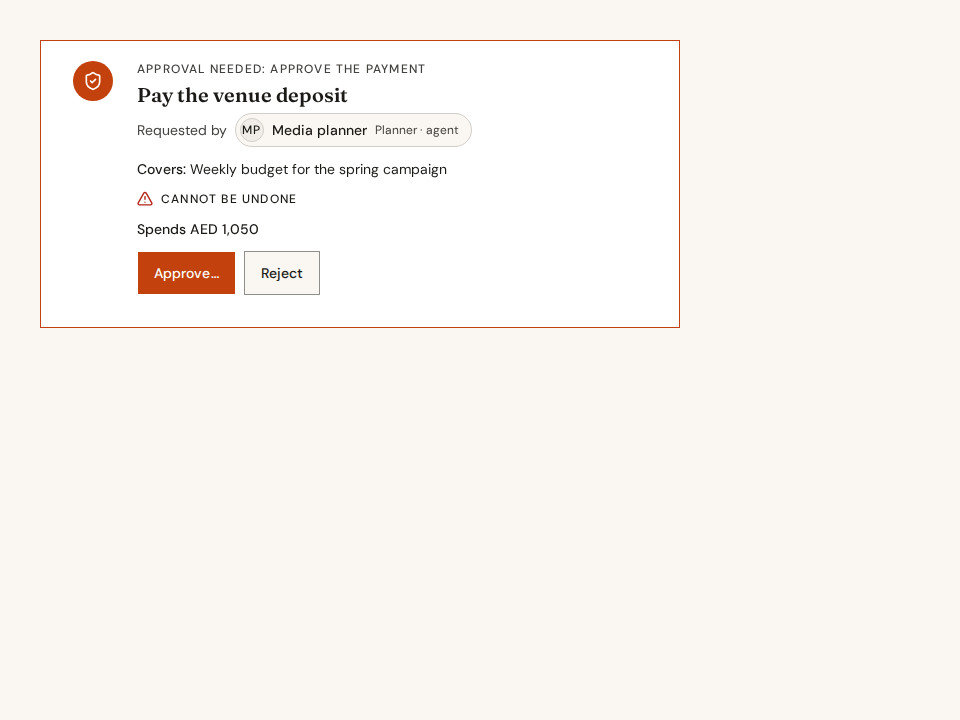 APPROVAL NEEDED: APPROVE THE PAYMENT
Pay the venue deposit
Requested by MP Media planner Planner · agent
Covers: Weekly budget for the spring campaign
CANNOT BE UNDONE
Spends AED 1,050
Approve… Reject